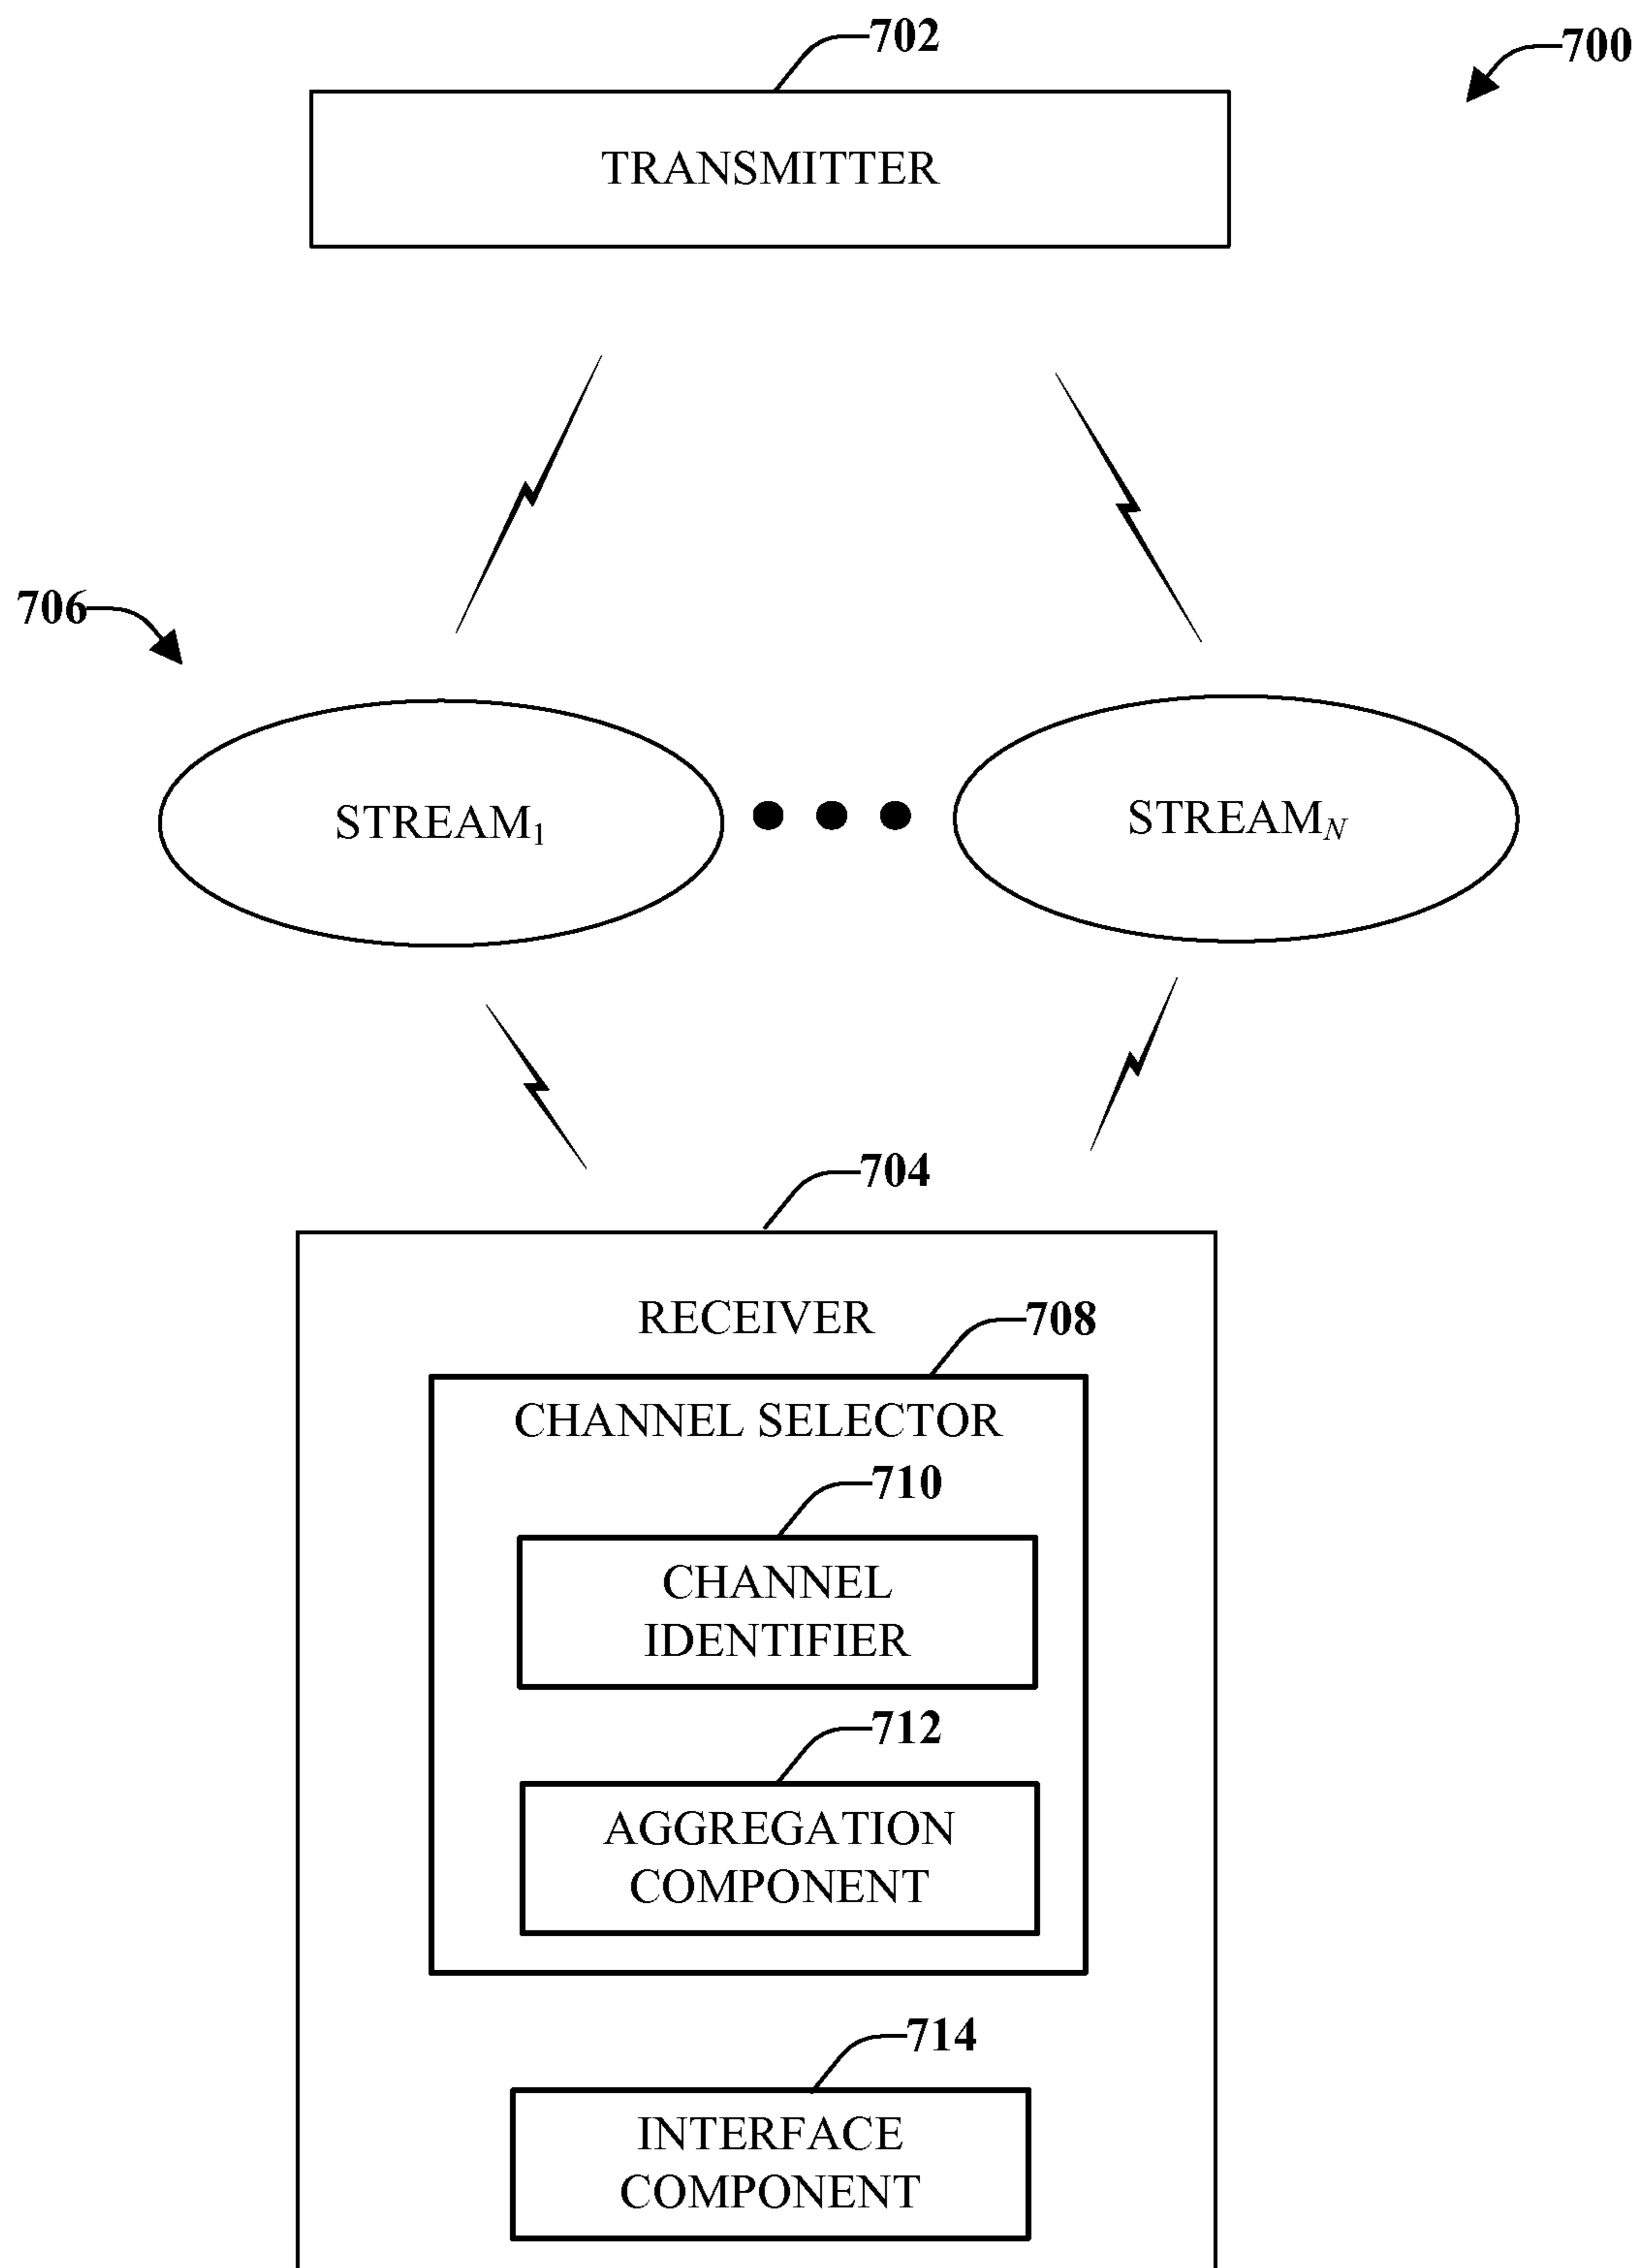 702
700
TRANSMITTER
706
STREAM₁
STREAM_N
704
RECEIVER
708
CHANNEL SELECTOR
710
CHANNEL
IDENTIFIER
712
AGGREGATION
COMPONENT
714
INTERFACE
COMPONENT